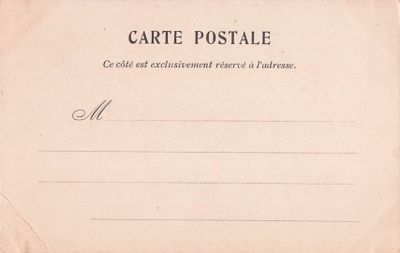 CARTE POSTALE
Ce côté est exclusivement réservé à l'adresse.
M